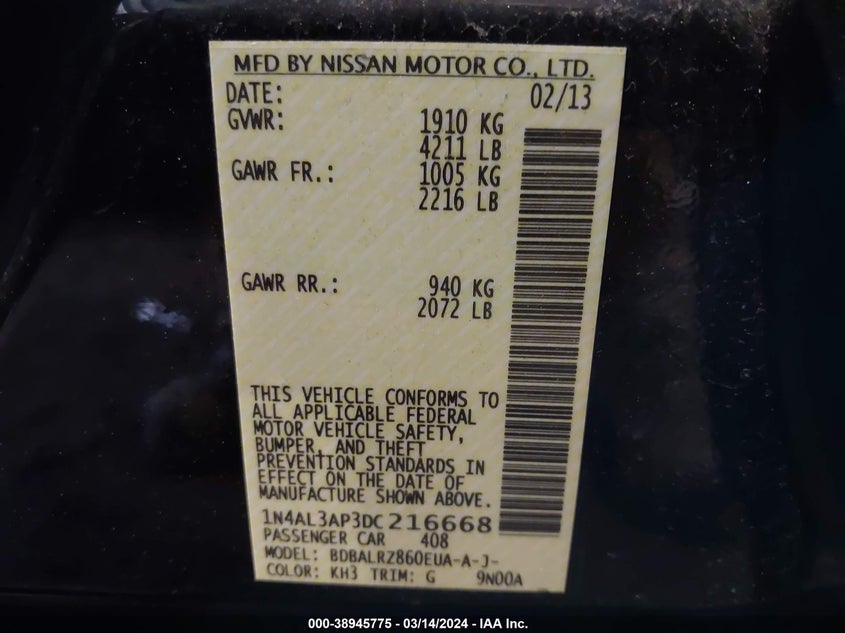 MFD BY NISSAN MOTOR CO., LTD.
DATE: 02/13
GVWR: 1910 KG
4211 LB
GAWR FR.: 1005 KG
2216 LB
GAWR RR.: 940 KG
2072 LB
THIS VEHICLE CONFORMS TO
ALL APPLICABLE FEDERAL
MOTOR VEHICLE SAFETY,
BUMPER, AND THEFT
PREVENTION STANDARDS IN
EFFECT ON THE DATE OF
MANUFACTURE SHOWN ABOVE.
1N4AL3AP3DC216668
PASSENGER CAR 408
MODEL: BDBALRZ860EUA-A-J-
COLOR: KH3 TRIM: G 9N00A
000-38945775 - 03/14/2024 - IAA Inc.